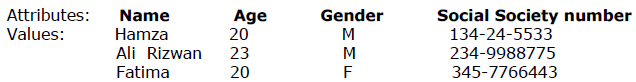 Attributes: Name Age Gender Social Society number
Values: Hamza 20 M 134-24-5533
Ali Rizwan 23 M 234-9988775
Fatima 20 F 345-7766443